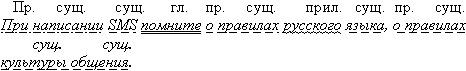 Пр. сущ. сущ. гл. пр. сущ. прил. сущ. пр. сущ.
При написании SMS помните о правилах русского языка, о правилах
сущ. сущ.
культуры общения.